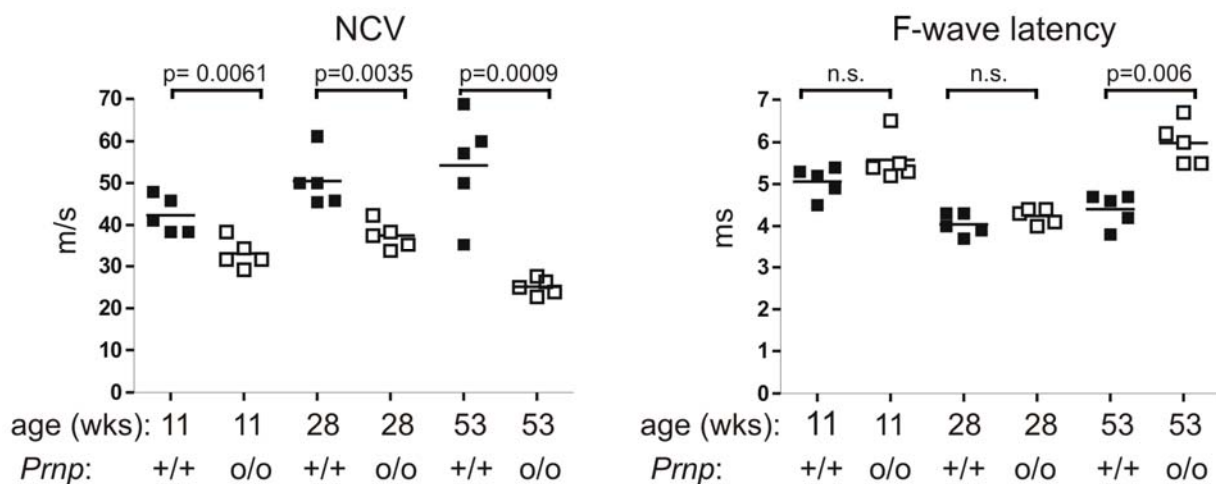 NCV
p= 0.0061 p=0.0035 p=0.0009
70
60
50
40
30
20
10
0
m/s
age (wks): 11 11 28 28 53 53
Prnp: +/+ o/o +/+ o/o +/+ o/o
F-wave latency
n.s. n.s. p=0.006
7
6
5
4
3
2
1
0
ms
11 11 28 28 53 53
age (wks):
Prnp: +/+ o/o +/+ o/o +/+ o/o